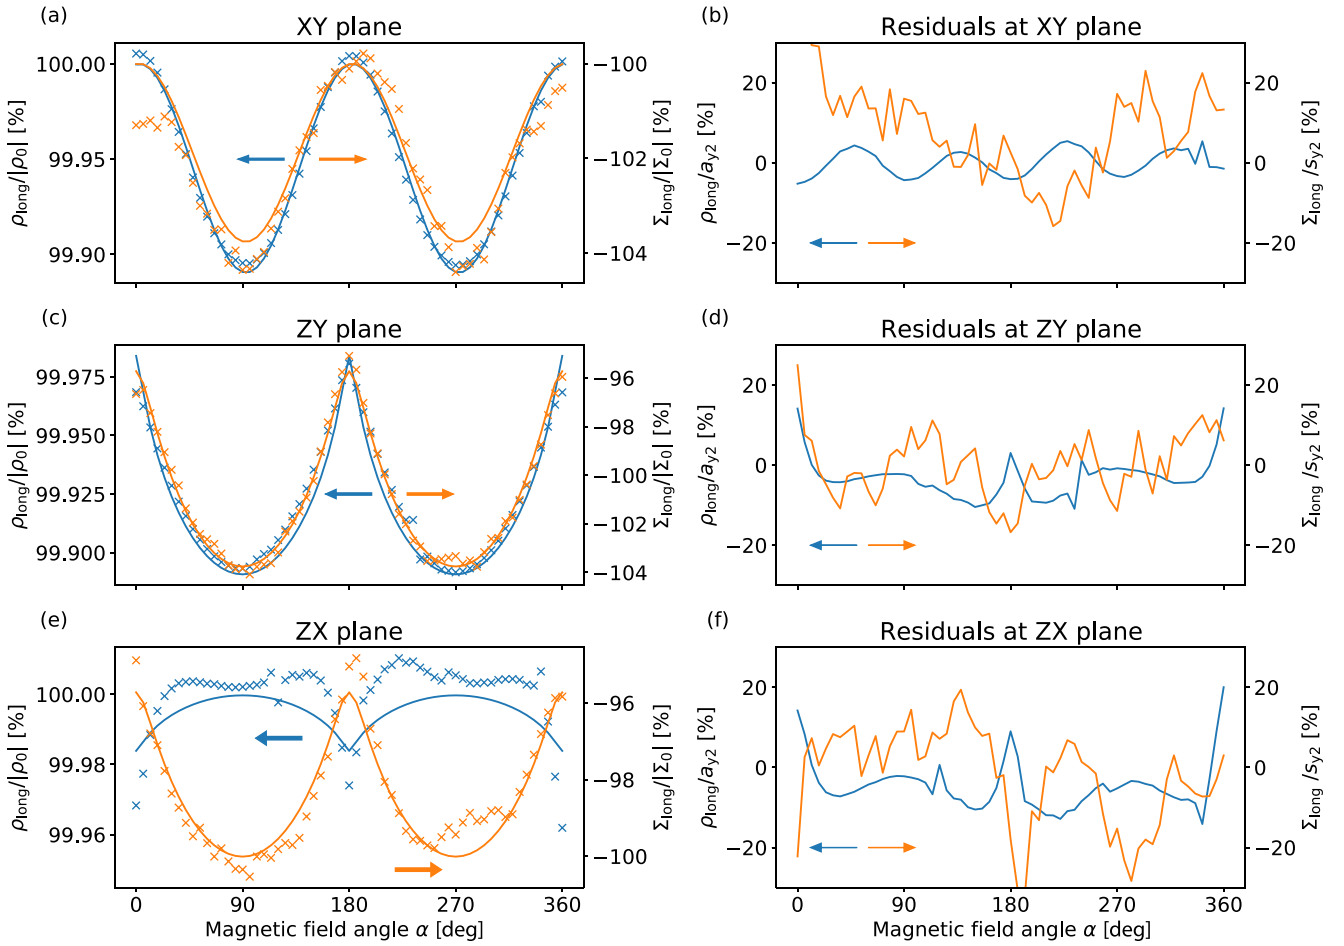 (a)
XY plane
100.00
99.95
99.90
ρlong/|ρ0| [%]
−100
−102
−104
Σlong/|Σ0| [%]
(b)
Residuals at XY plane
20
0
−20
ρlong/ay2 [%]
20
0
−20
Σlong /sy2 [%]
(c)
ZY plane
99.975
99.950
99.925
99.900
ρlong/|ρ0| [%]
−96
−98
−100
−102
−104
Σlong/|Σ0| [%]
(d)
Residuals at ZY plane
20
0
−20
ρlong/ay2 [%]
20
0
−20
Σlong /sy2 [%]
(e)
ZX plane
100.00
99.98
99.96
ρlong/|ρ0| [%]
−96
−98
−100
Σlong/|Σ0| [%]
0 90 180 270 360
Magnetic field angle α [deg]
(f)
Residuals at ZX plane
20
0
−20
ρlong/ay2 [%]
20
0
−20
Σlong /sy2 [%]
0 90 180 270 360
Magnetic field angle α [deg]